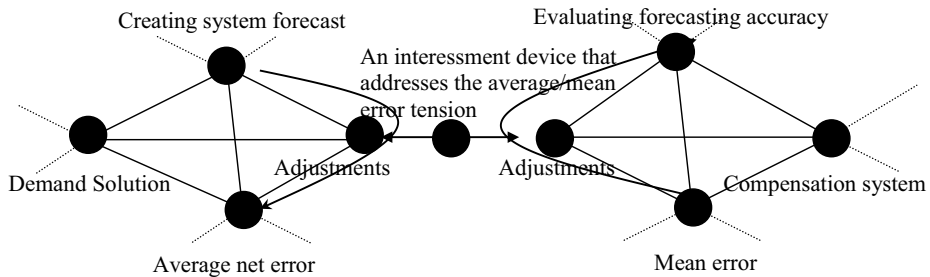 Creating system forecast
Evaluating forecasting accuracy
An interessment device that
addresses the average/mean
error tension
Adjustments
Adjustments
Demand Solution
Compensation system
Average net error
Mean error